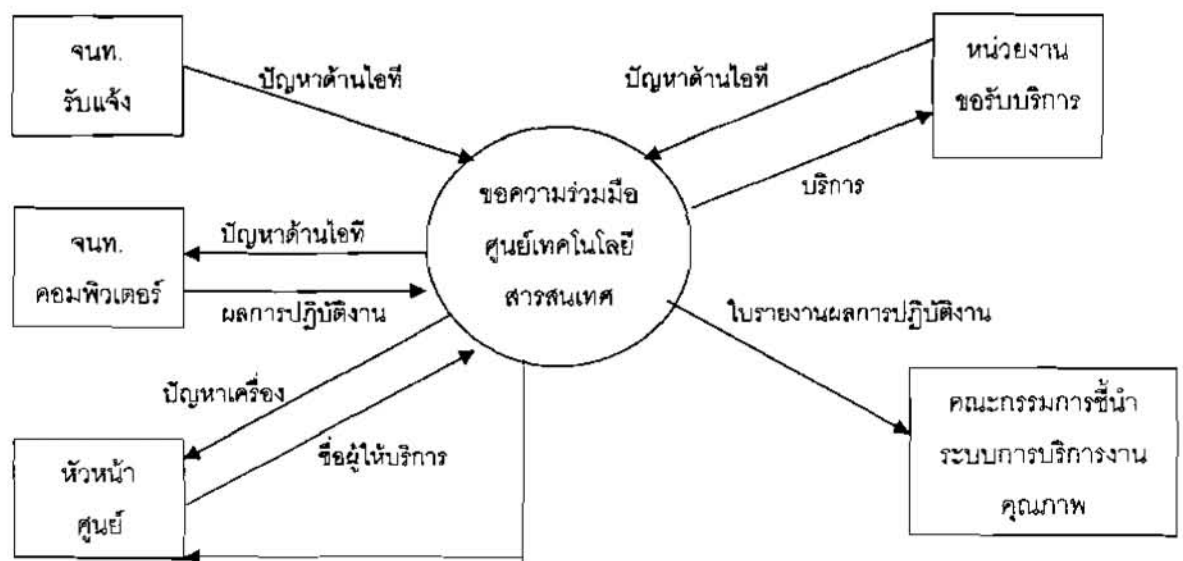 จนท.
รับแจ้ง
ปัญหาด้านไอที
ปัญหาด้านไอที
หน่วยงาน
ขอรับบริการ
บริการ
ขอความร่วมมือ
ศูนย์เทคโนโลยี
สารสนเทศ
จนท.
คอมพิวเตอร์
ปัญหาด้านไอที
ผลการปฏิบัติงาน
ใบรายงานผลการปฏิบัติงาน
ปัญหาเครื่อง
ชื่อผู้ให้บริการ
หัวหน้า
ศูนย์
คณะกรรมการชี้นำ
ระบบการบริการงาน
คุณภาพ